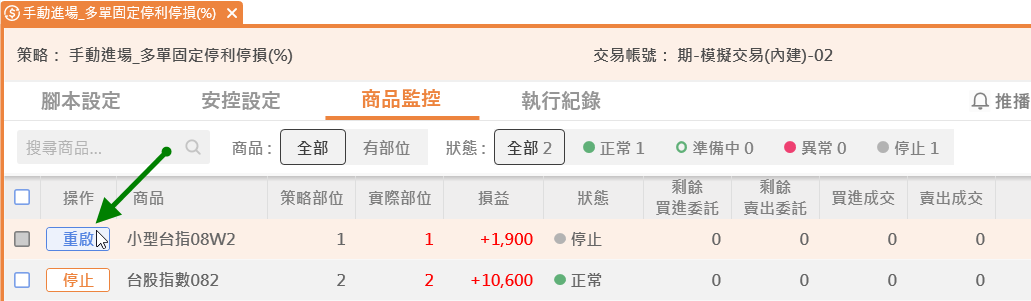 手動進場_多單固定停利停損(%) ×
策略： 手動進場_多單固定停利停損(%) 交易帳號： 期-模擬交易(內建)-02
腳本設定 安控設定 商品監控 執行紀錄 推播
搜尋商品... 商品： 全部 有部位 狀態： 全部 2 正常 1 準備中 0 異常 0 停止 1
操作 商品 策略部位 實際部位 損益 狀態 剩餘 剩餘 買進成交 賣出成交
買進委託 賣出委託
重啟 小型台指08W2 1 1 +1,900 停止 0 0 0 0
停止 台股指數082 2 2 +10,600 正常 0 0 0 0